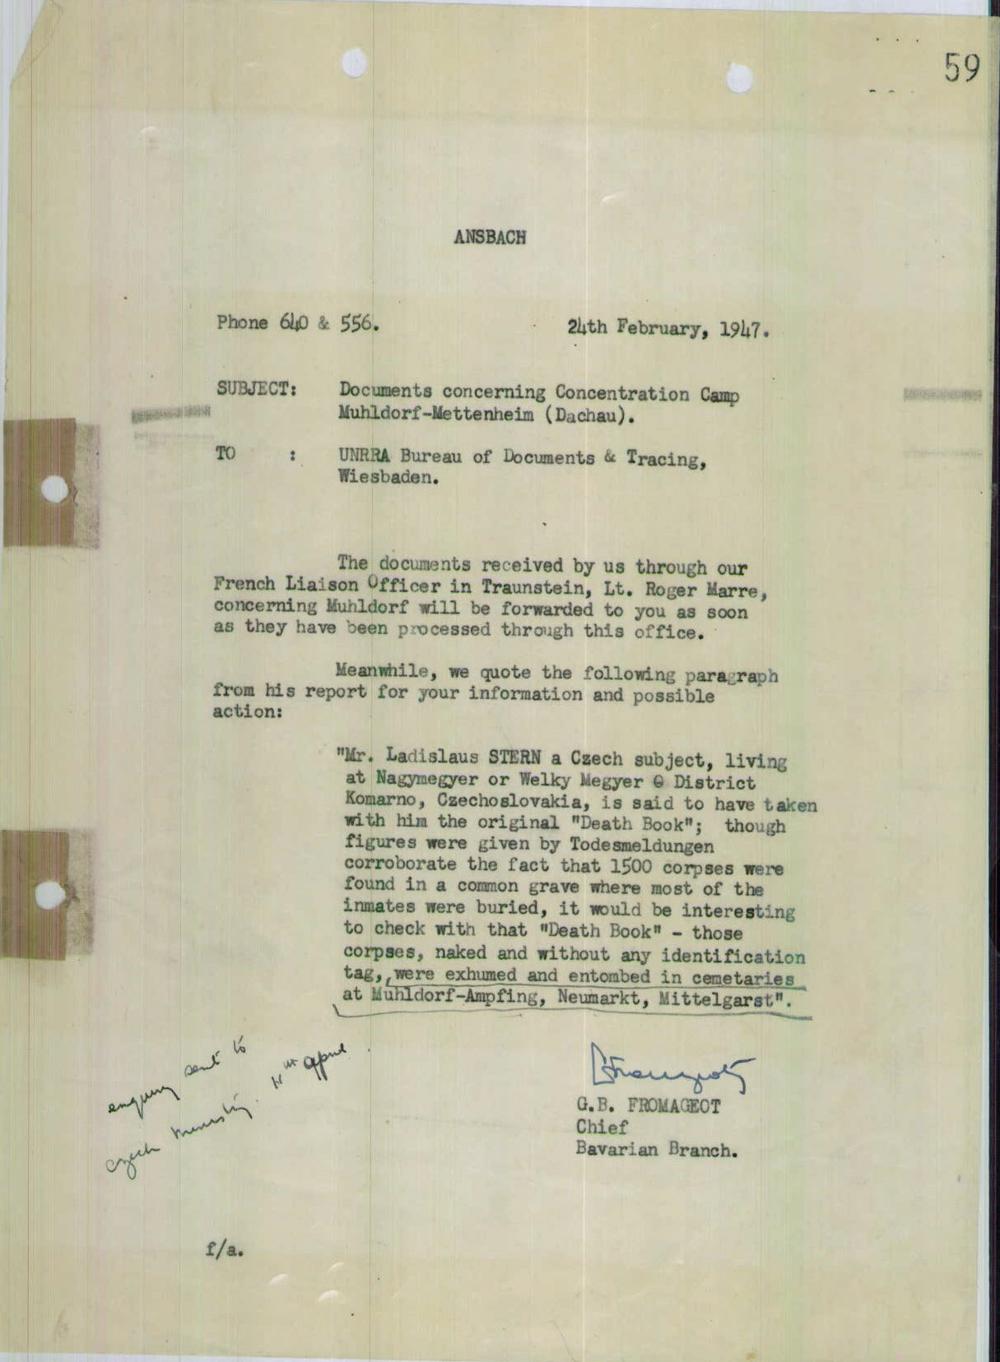 59
ANSBACH
Phone 640 & 556.
24th February, 1947.
SUBJECT: Documents concerning Concentration Camp
Muhldorf-Mettenheim (Dachau).
TO : UNRRA Bureau of Documents & Tracing,
Wiesbaden.
The documents received by us through our
French Liaison Officer in Traunstein, Lt. Roger Marre,
concerning Muhldorf will be forwarded to you as soon
as they have been processed through this office.
Meanwhile, we quote the following paragraph
from his report for your information and possible
action:
"Mr. Ladislaus STERN a Czech subject, living
at Nagymegyer or Welky Megyer District
Komarno, Czechoslovakia, is said to have taken
with him the original "Death Book"; though
figures were given by Todesmeldungen
corroborate the fact that 1500 corpses were
found in a common grave where most of the
inmates were buried, it would be interesting
to check with that "Death Book" - those
corpses, naked and without any identification
tag, were exhumed and entombed in cemetaries
at Muhldorf-Ampfing, Neumarkt, Mittelgarst".
enquiry sent to
Czech Ministry. April.
G.B. FROMAGEOT
Chief
Bavarian Branch.
f/a.